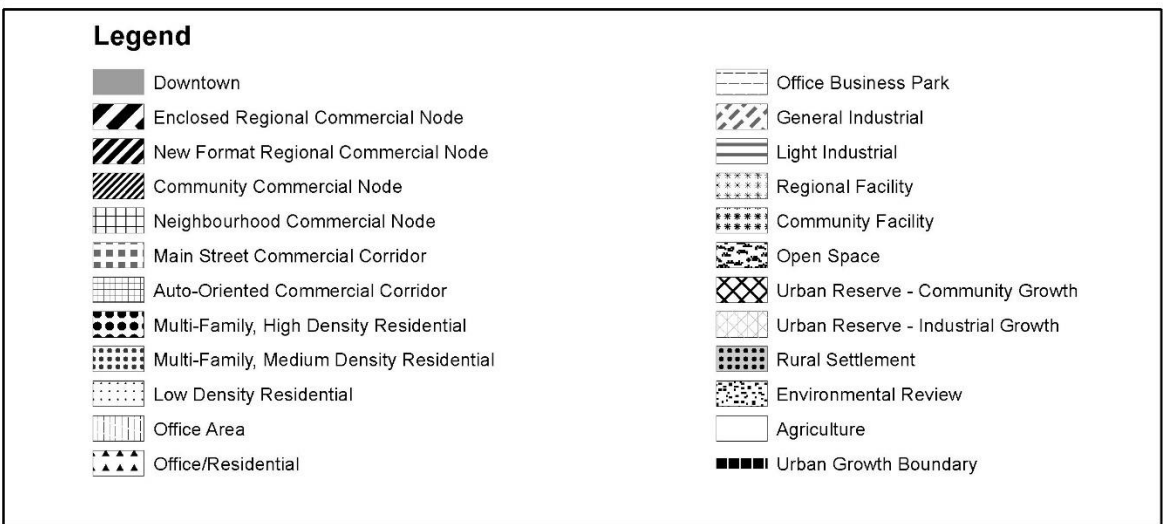 Legend
Downtown
Enclosed Regional Commercial Node
New Format Regional Commercial Node
Community Commercial Node
Neighbourhood Commercial Node
Main Street Commercial Corridor
Auto-Oriented Commercial Corridor
Multi-Family, High Density Residential
Multi-Family, Medium Density Residential
Low Density Residential
Office Area
Office/Residential
Office Business Park
General Industrial
Light Industrial
Regional Facility
Community Facility
Open Space
Urban Reserve - Community Growth
Urban Reserve - Industrial Growth
Rural Settlement
Environmental Review
Agriculture
Urban Growth Boundary